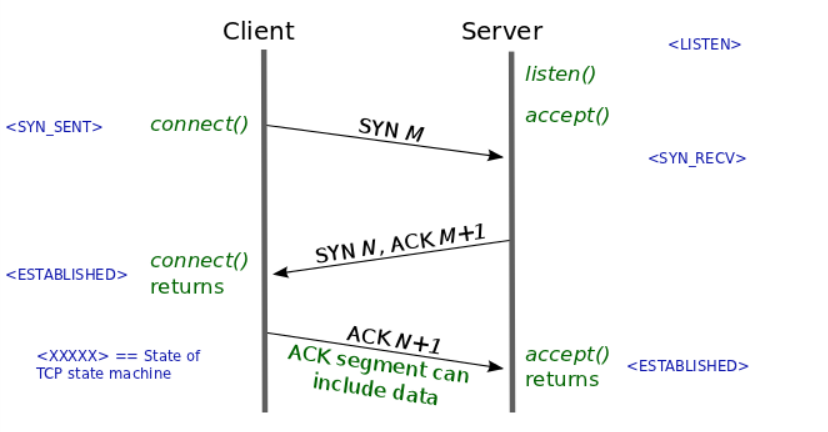 Client
Server
<LISTEN>
listen()
<SYN_SENT>
connect()
SYN M
accept()
<SYN_RECV>
SYN N, ACK M+1
<ESTABLISHED>
connect()
returns
ACK N+1
ACK segment can
include data
<XXXXX> == State of
TCP state machine
accept()
returns
<ESTABLISHED>